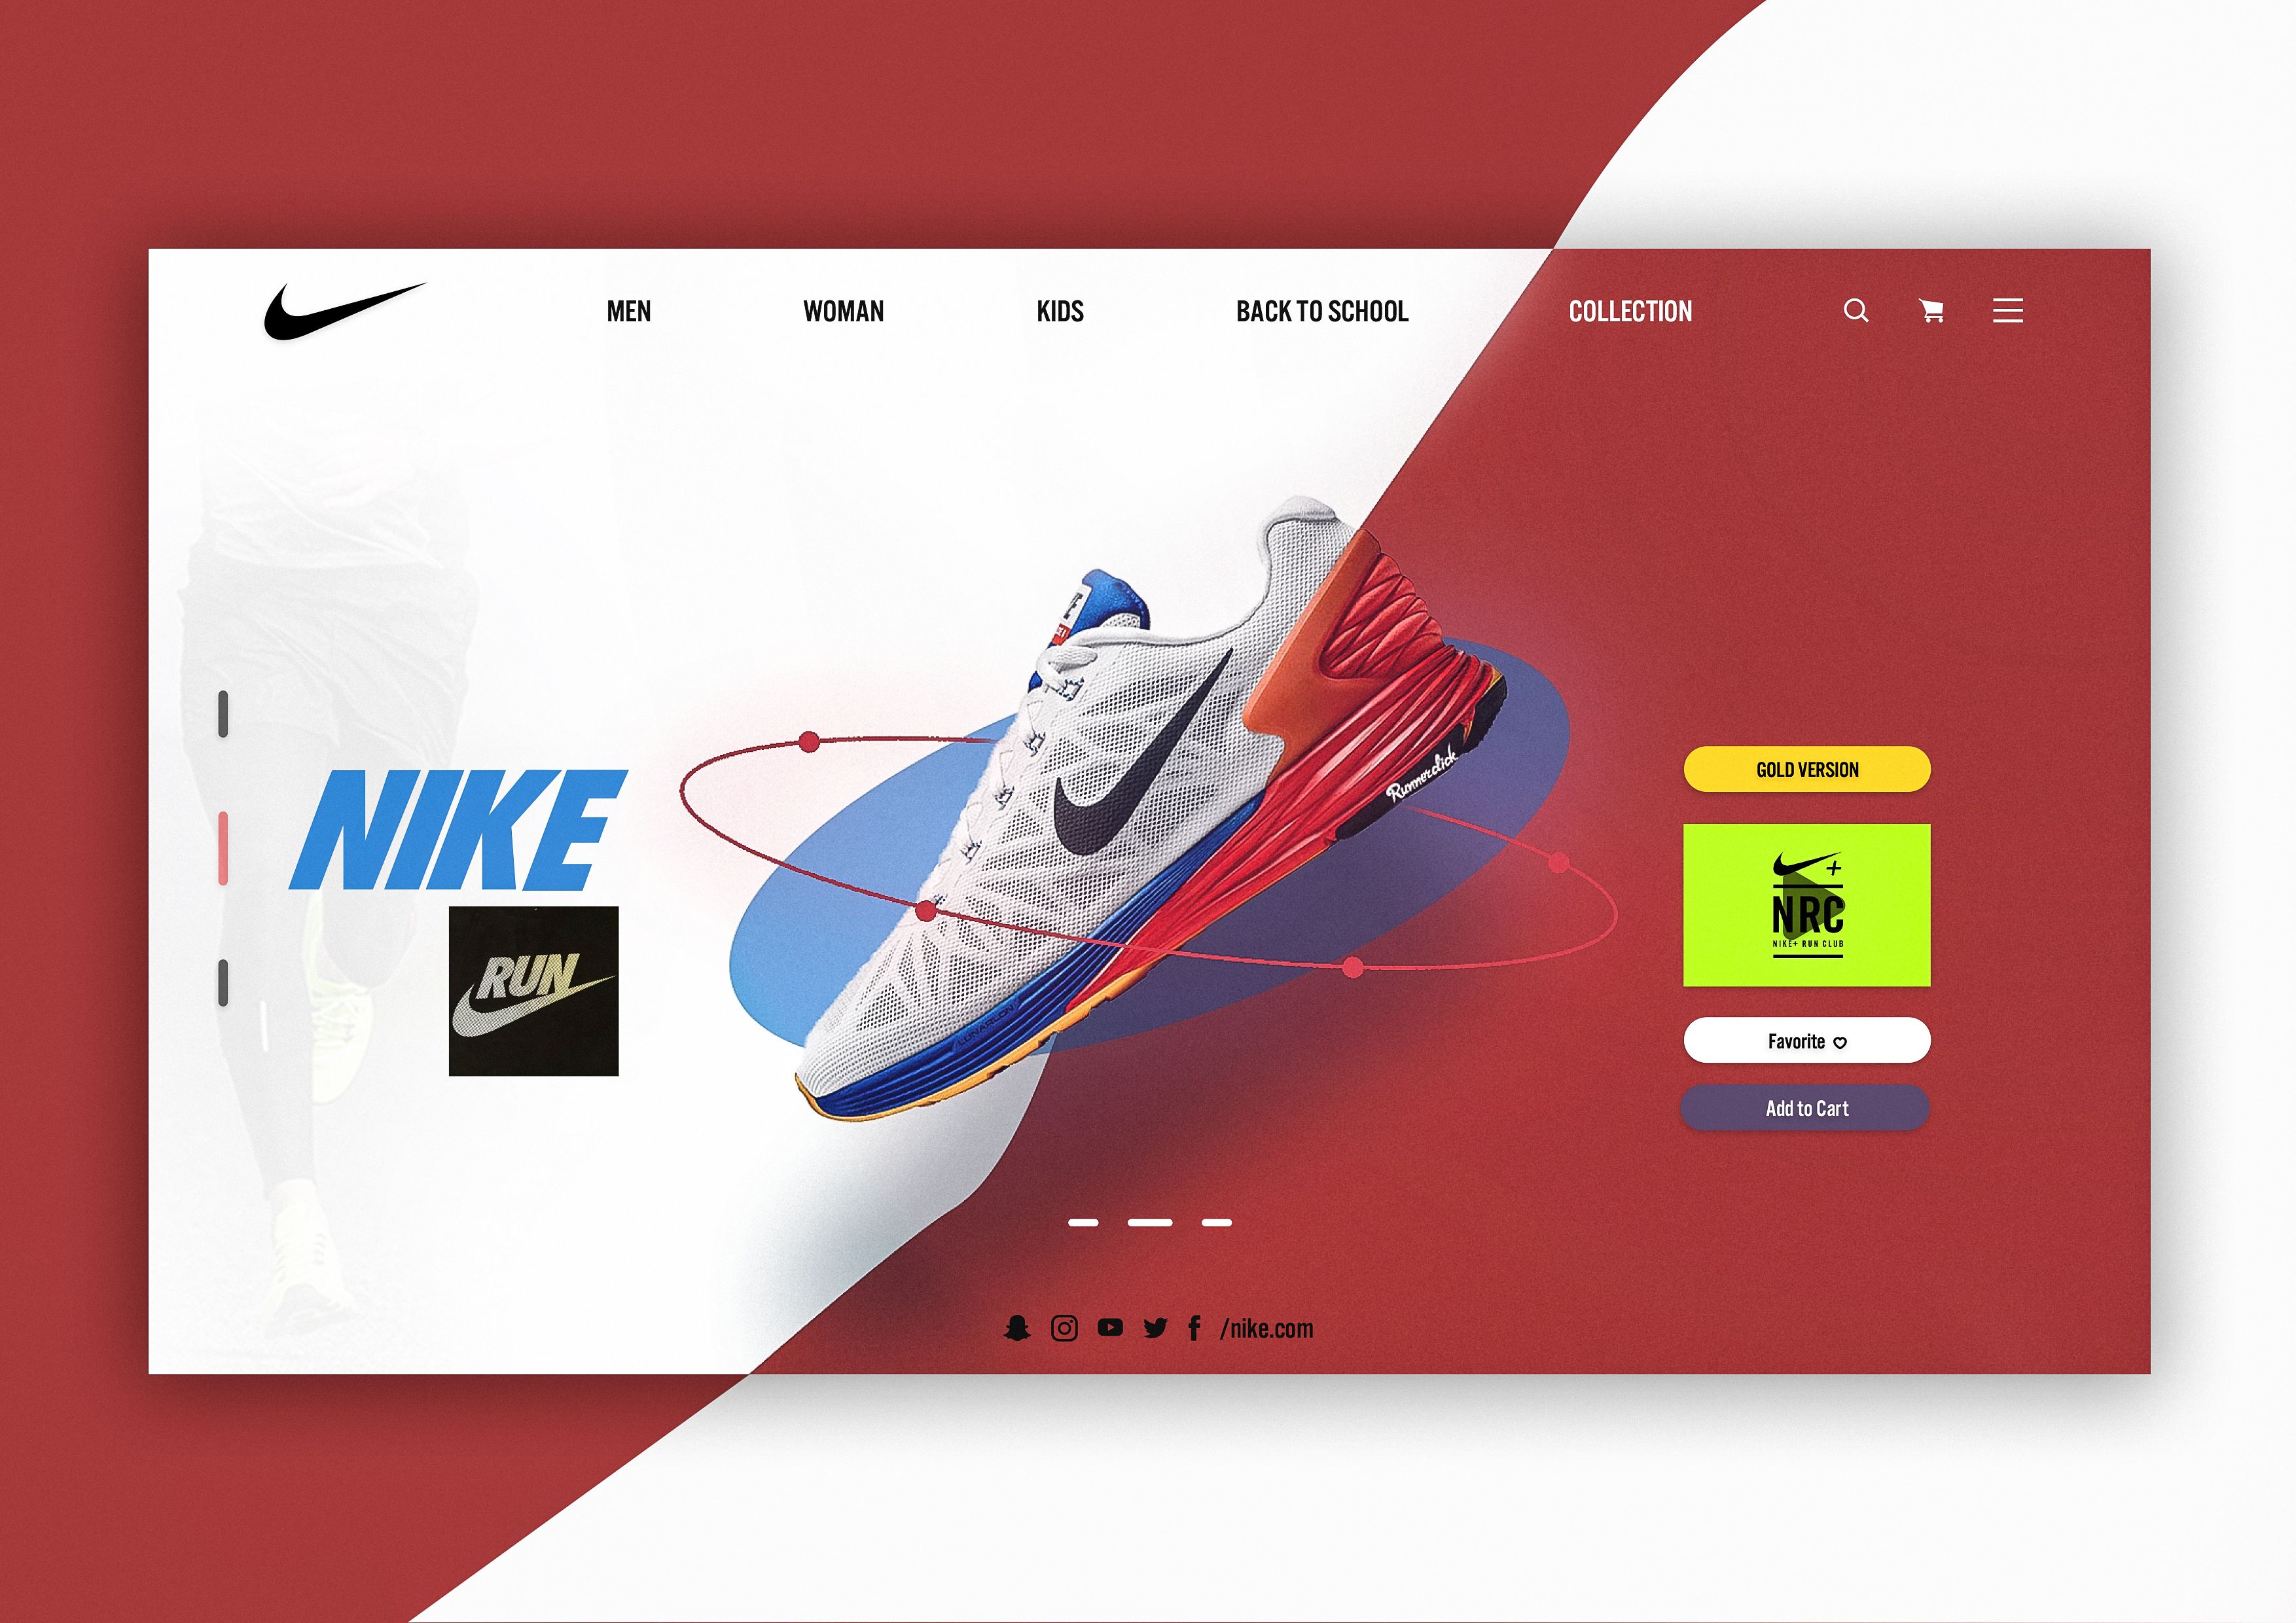 MEN
WOMAN
KIDS
BACK TO SCHOOL
COLLECTION
NIKE
RUN
Runnerclick
LUNARLON
GOLD VERSION
+
NRC
NIKE+ RUN CLUB
Favorite
Add to Cart
/nike.com